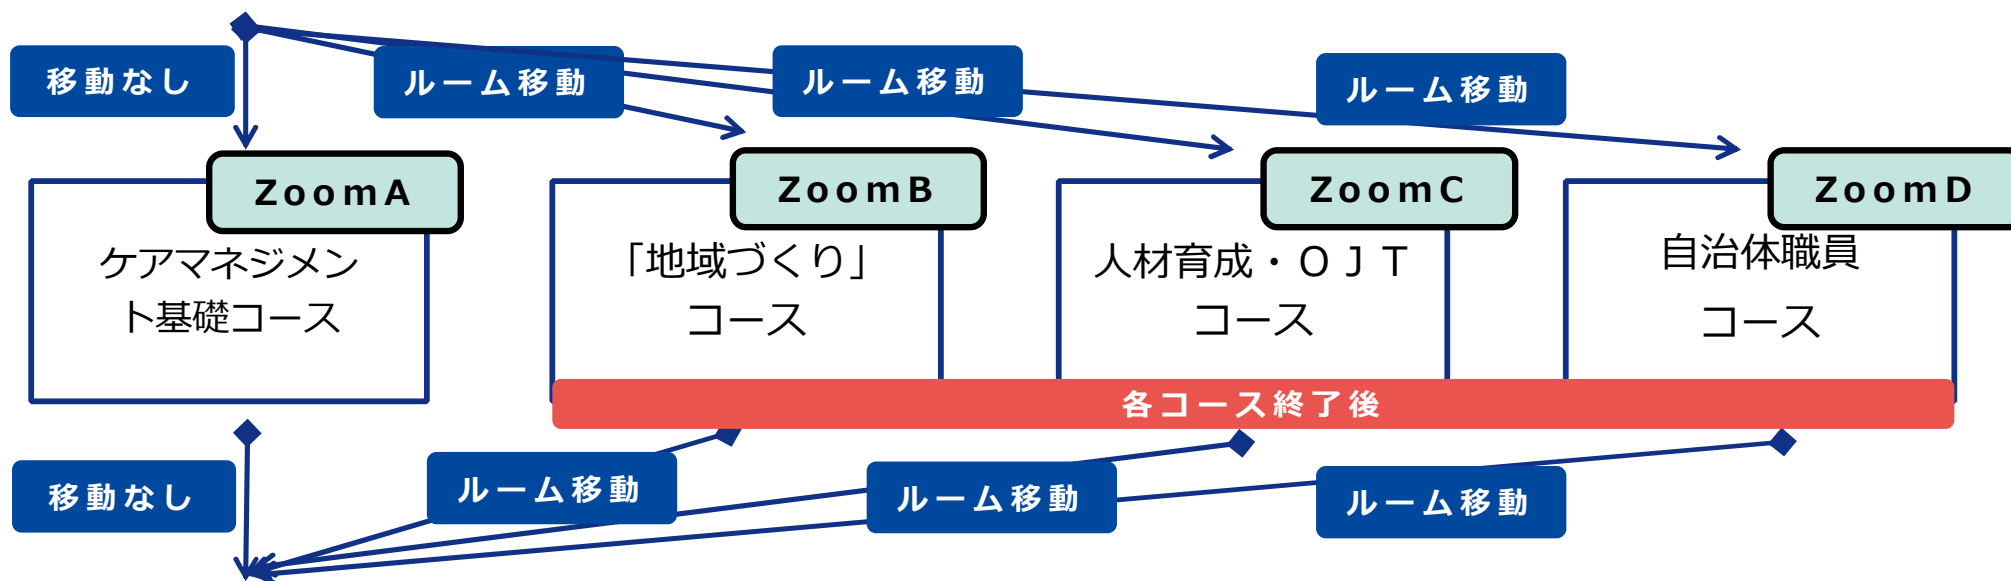 移動なし
ルーム移動
ルーム移動
ルーム移動
ZoomA
ZoomB
ZoomC
ZoomD
ケアマネジメン
ト基礎コース
「地域づくり」
コース
人材育成・ＯＪＴ
コース
自治体職員
コース
各コース終了後
移動なし
ルーム移動
ルーム移動
ルーム移動